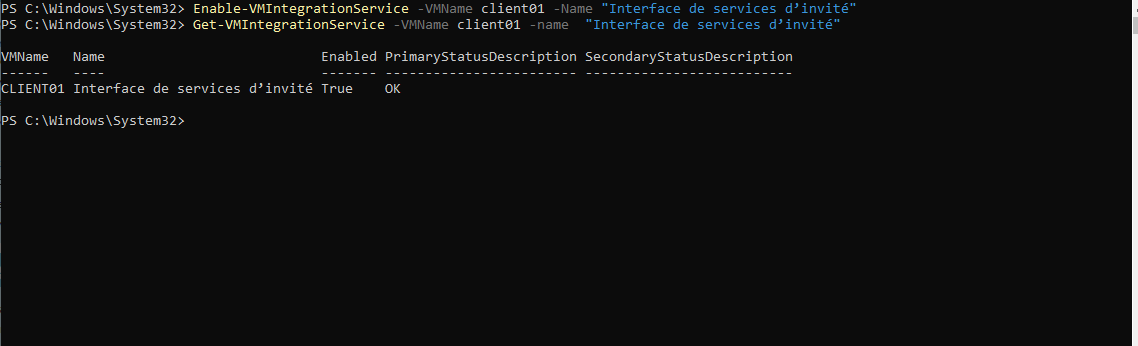 PS C:\Windows\System32> Enable-VMIntegrationService -VMName client01 -Name "Interface de services d’invité"
PS C:\Windows\System32> Get-VMIntegrationService -VMName client01 -name  "Interface de services d’invité"
VMName   Name                           Enabled PrimaryStatusDescription SecondaryStatusDescription
------   ----                           ------- ------------------------ --------------------------
CLIENT01 Interface de services d’invité True    OK
PS C:\Windows\System32>